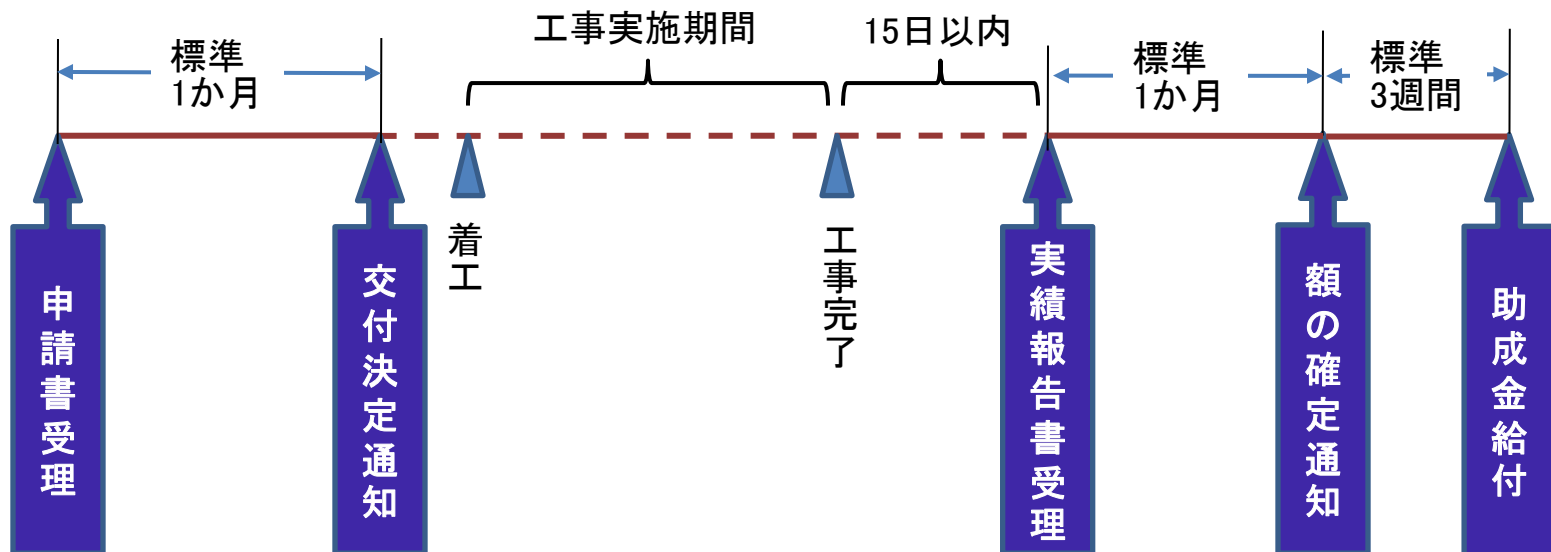 標準
1か月
工事実施期間
15日以内
標準
1か月
標準
3週間
申請書受理
交付決定通知
着工
工事完了
実績報告書受理
額の確定通知
助成金給付